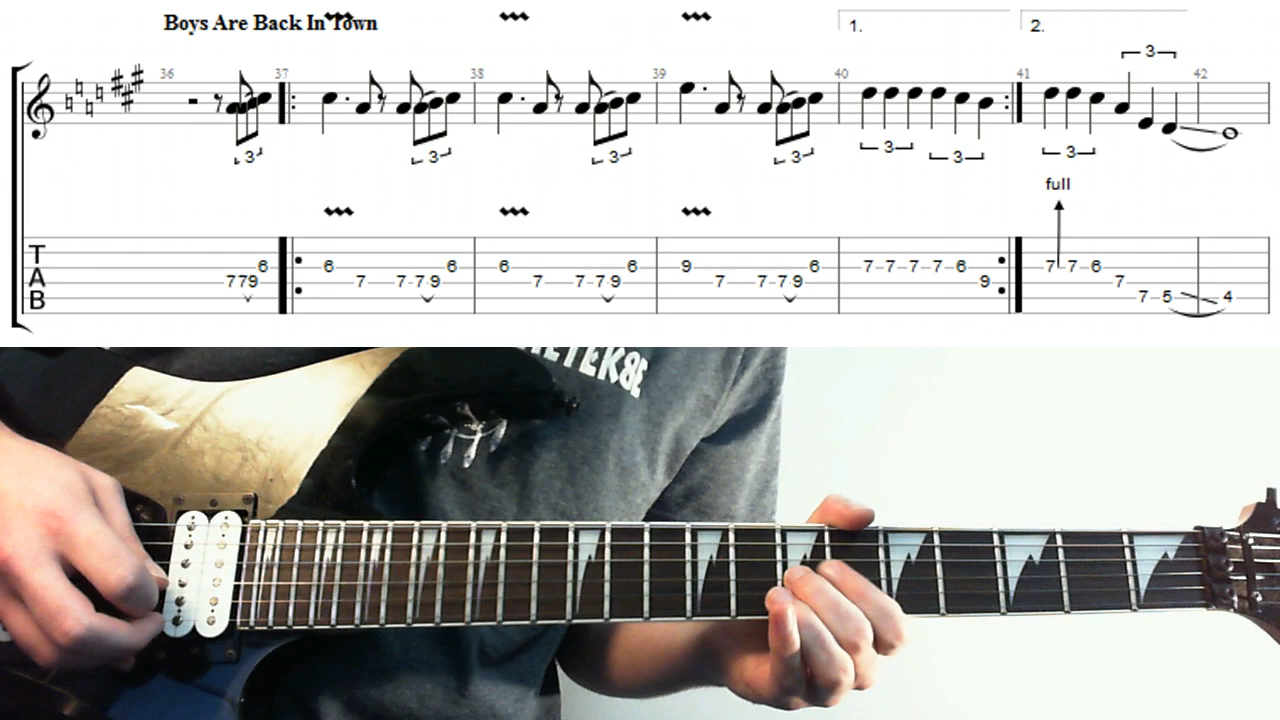 Boys Are Back In Town
1. 2.
3
36 37 38 39 40 41 42
3 3 3 3 3 3 3
full
T
A
B
6 6 6 6 6 9 6 7 7 7 7 6 7 7 6
7 7 9 7 7 7 9 7 7 7 9 7 7 7 9 9 7
7 5 4